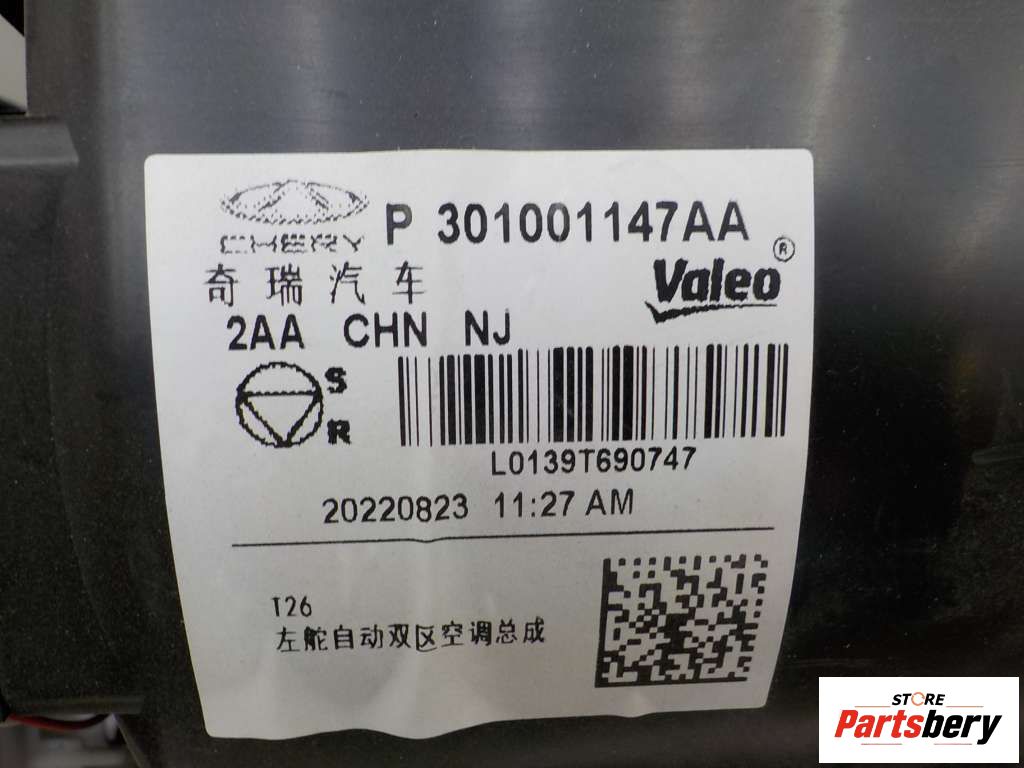 CHERY P 301001147AA
奇瑞汽车 Valeo®
2AA CHN NJ
S
R
L0139T690747
20220823 11:27 AM
T26
左舵自动双区空调总成
STORE
Partsbery